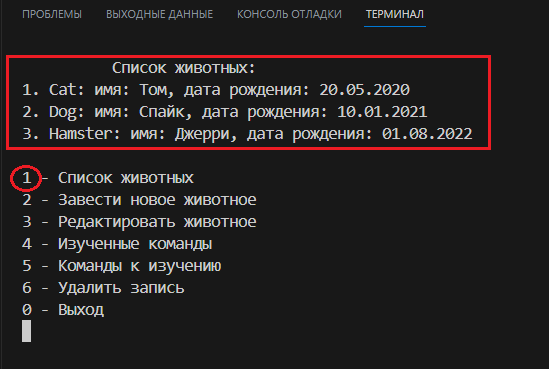 ПРОБЛЕМЫ ВЫХОДНЫЕ ДАННЫЕ КОНСОЛЬ ОТЛАДКИ ТЕРМИНАЛ
Список животных:
1. Cat: имя: Том, дата рождения: 20.05.2020
2. Dog: имя: Спайк, дата рождения: 10.01.2021
3. Hamster: имя: Джерри, дата рождения: 01.08.2022
1 - Список животных
2 - Завести новое животное
3 - Редактировать животное
4 - Изученные команды
5 - Команды к изучению
6 - Удалить запись
0 - Выход